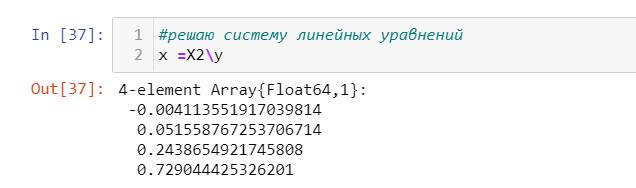 In [37]:
1 #решаю систему линейных уравнений
2 x =X2\y
Out[37]: 4-element Array{Float64,1}:
-0.004113551917039814
0.051558767253706714
0.2438654921745808
0.729044425326201